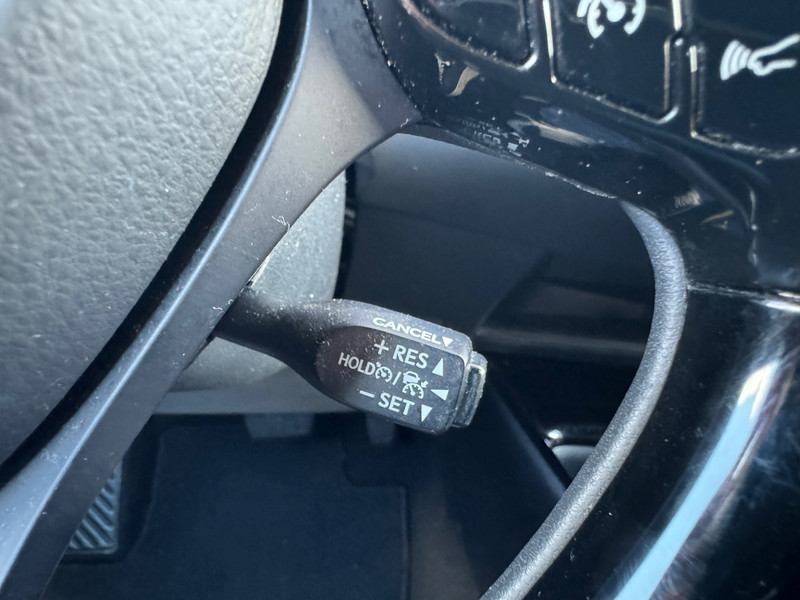 CANCEL▼
+ RES ▲
HOLD / ◀
− SET ▼